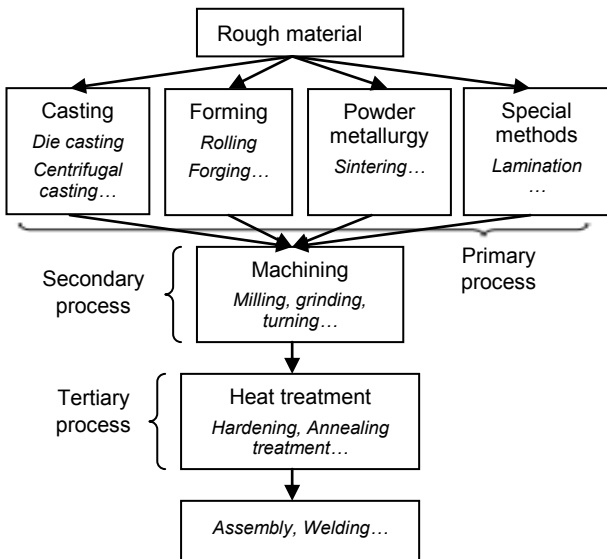 Rough material
Casting
Die casting
Centrifugal
casting…
Forming
Rolling
Forging…
Powder
metallurgy
Sintering…
Special
methods
Lamination
…
Primary
process
Secondary
process
Machining
Milling, grinding,
turning…
Tertiary
process
Heat treatment
Hardening, Annealing
treatment…
Assembly, Welding…